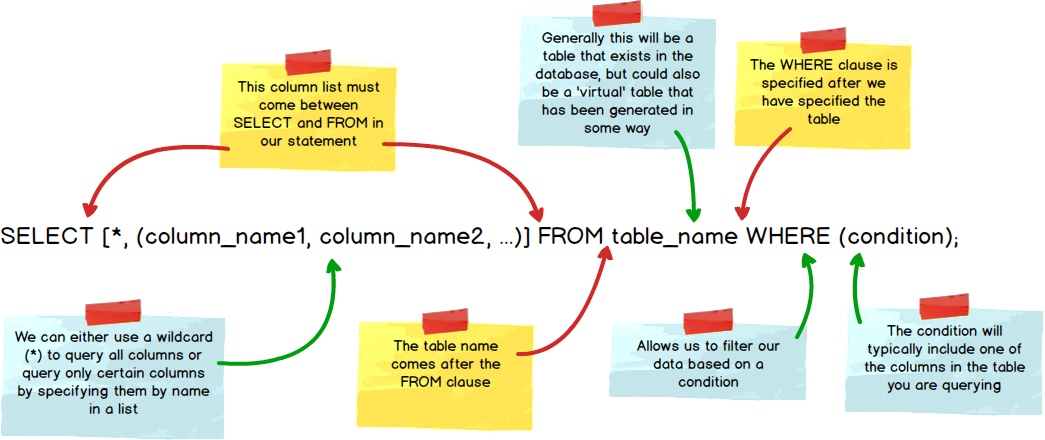 This column list must
come between
SELECT and FROM in
our statement
Generally this will be a
table that exists in the
database, but could also
be a 'virtual' table that
has been generated in
some way
The WHERE clause is
specified after we
have specified the
table
SELECT [*, (column_name1, column_name2, ...)] FROM table_name WHERE (condition);
We can either use a wildcard
(*) to query all columns or
query only certain columns
by specifying them by name
in a list
The table name
comes after the
FROM clause
Allows us to filter our
data based on a
condition
The condition will
typically include one of
the columns in the table
you are querying